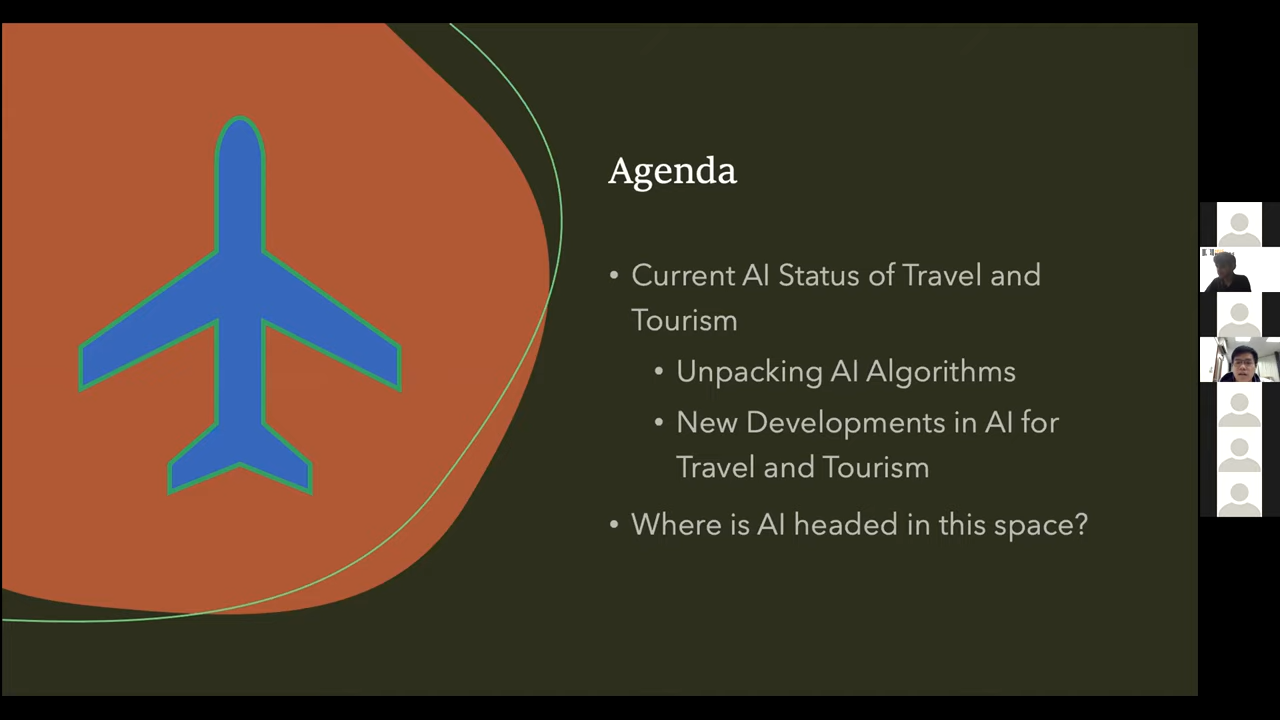 Agenda
• Current AI Status of Travel and
Tourism
• Unpacking AI Algorithms
• New Developments in AI for
Travel and Tourism
• Where is AI headed in this space?